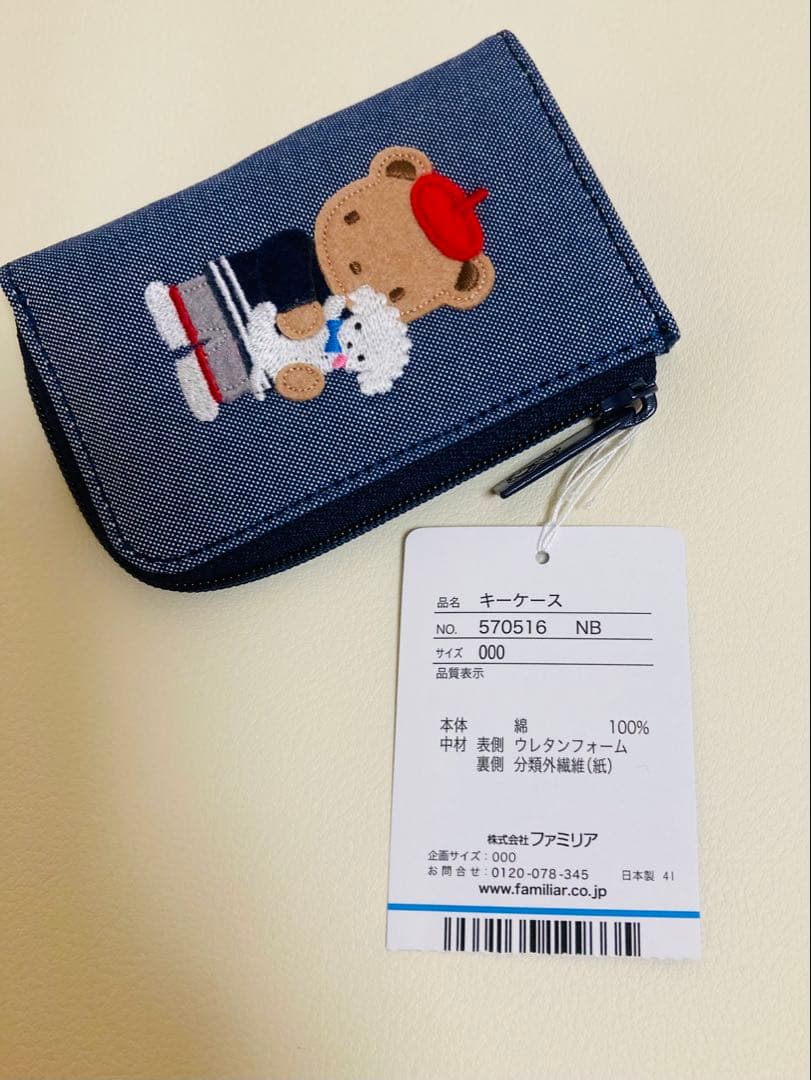 品名 キーケース
NO. 570516 NB
サイズ 000
品質表示
本体 綿 100%
中材 表側 ウレタンフォーム
裏側 分類外繊維(紙)
株式会社ファミリア
企画サイズ:000
お問合せ:0120-078-345 日本製 41
www.familiar.co.jp